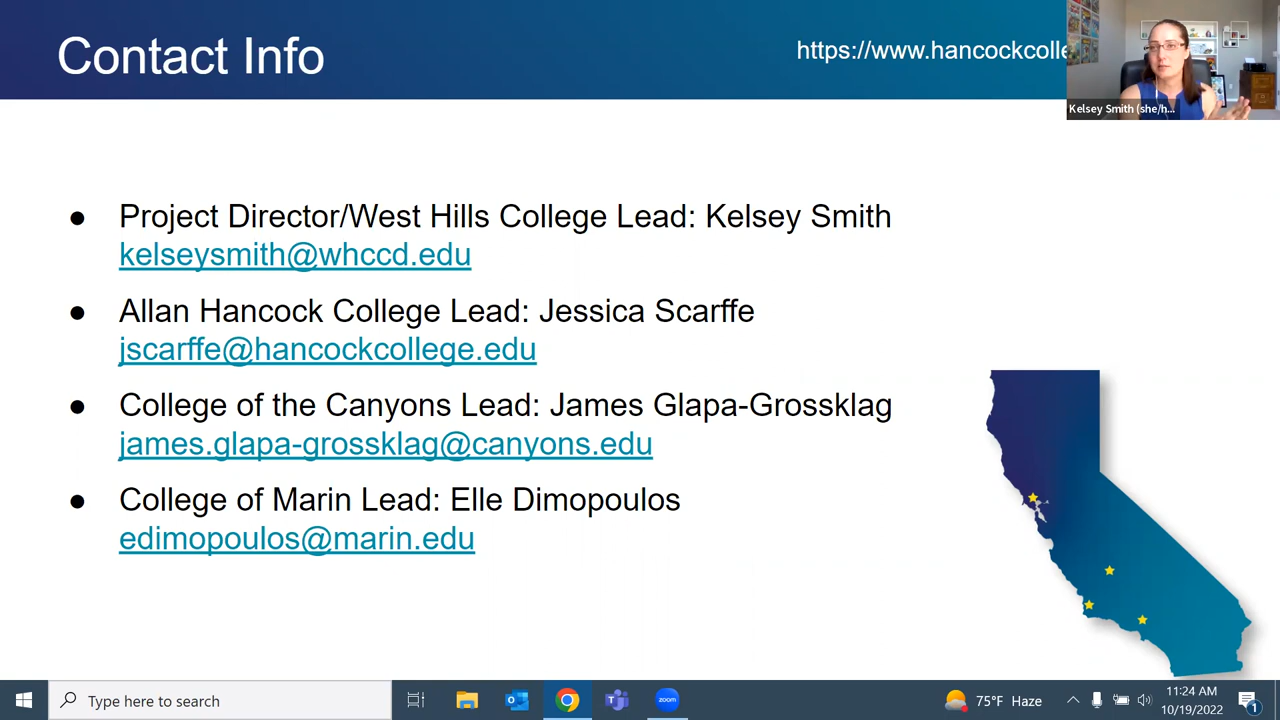 Contact Info
https://www.hancockcolle
Kelsey Smith (she/h...
● Project Director/West Hills College Lead: Kelsey Smith
kelseysmith@whccd.edu
● Allan Hancock College Lead: Jessica Scarffe
jscarffe@hancockcollege.edu
● College of the Canyons Lead: James Glapa-Grossklag
james.glapa-grossklag@canyons.edu
● College of Marin Lead: Elle Dimopoulos
edimopoulos@marin.edu
Type here to search
zoom
75°F Haze
11:24 AM
10/19/2022
1